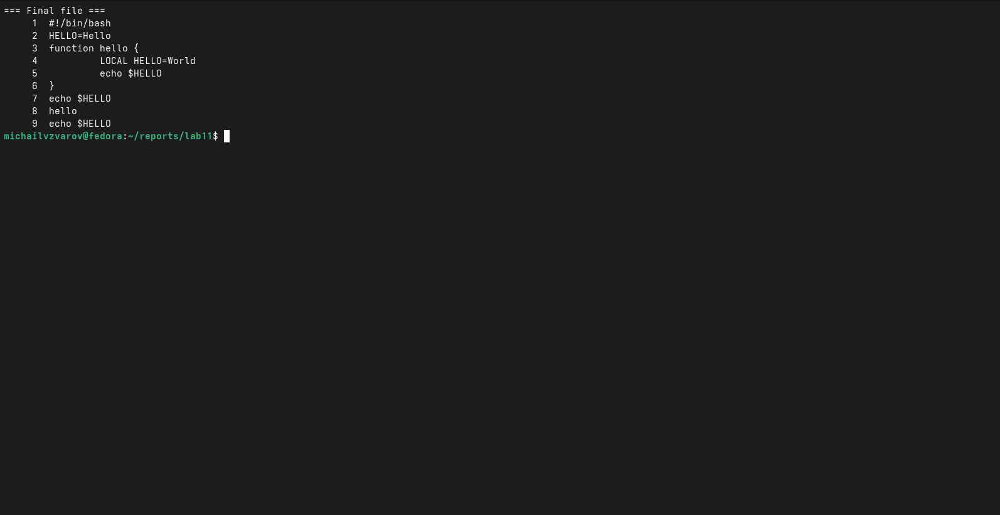 === Final file ===
     1  #!/bin/bash
     2  HELLO=Hello
     3  function hello {
     4           LOCAL HELLO=World
     5           echo $HELLO
     6  }
     7  echo $HELLO
     8  hello
     9  echo $HELLO
michailvzvarov@fedora:~/reports/lab11$